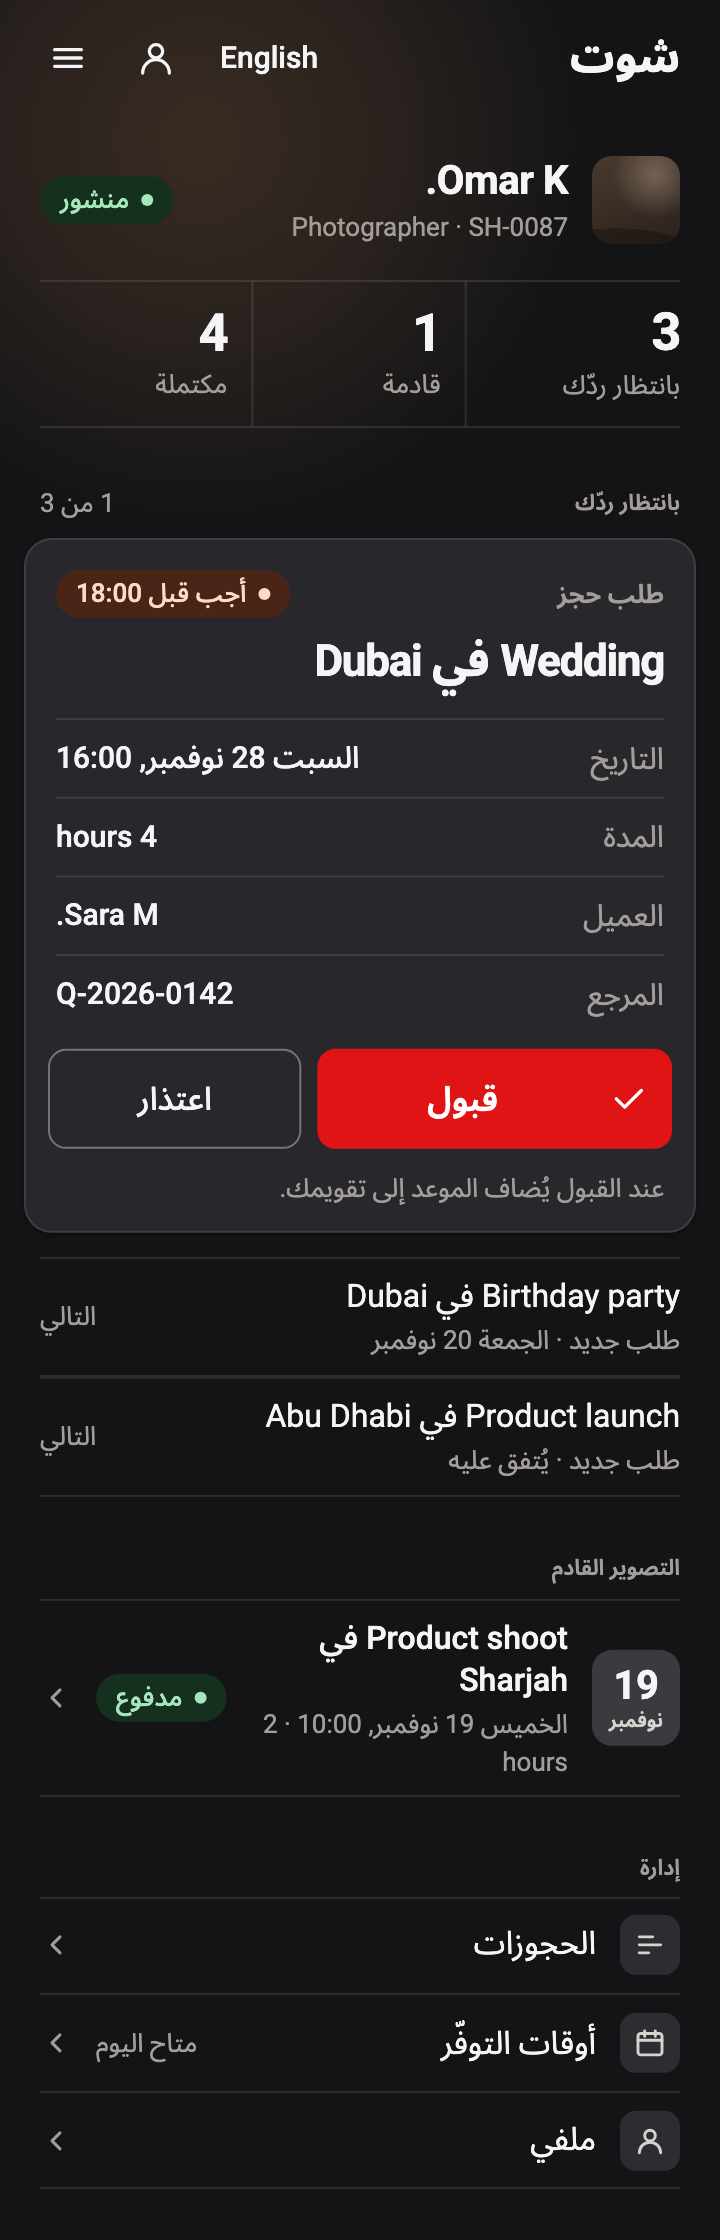 شوت
English
Omar K.
Photographer · SH-0087
منشور
3
بانتظار ردّك
1
قادمة
4
مكتملة
بانتظار ردّك
1 من 3
طلب حجز
أجب قبل 18:00
Wedding في Dubai
التاريخ
السبت 28 نوفمبر, 16:00
المدة
4 hours
العميل
Sara M.
المرجع
Q-2026-0142
قبول
اعتذار
عند القبول يُضاف الموعد إلى تقويمك.
Birthday party في Dubai
طلب جديد · الجمعة 20 نوفمبر
التالي
Product launch في Abu Dhabi
طلب جديد · يُتفق عليه
التالي
التصوير القادم
19
نوفمبر
Product shoot في
Sharjah
الخميس 19 نوفمبر, 10:00 · 2
hours
مدفوع
إدارة
الحجوزات
أوقات التوفّر
متاح اليوم
ملفي